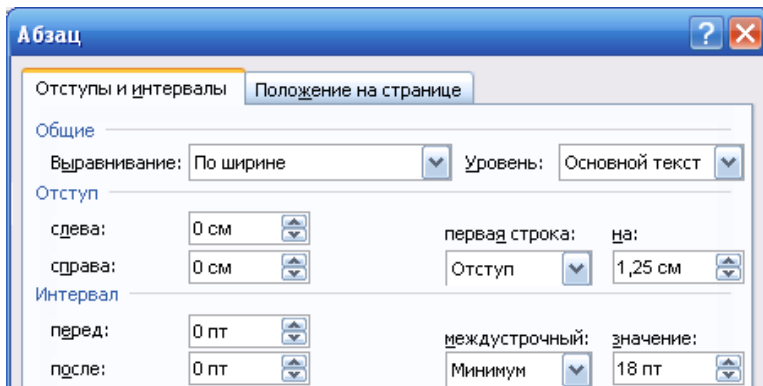 Абзац
Отступы и интервалы Положение на странице
Общие
Выравнивание: По ширине Уровень: Основной текст
Отступ
слева: 0 см первая строка: на:
справа: 0 см Отступ 1,25 см
Интервал
перед: 0 пт междустрочный: значение:
после: 0 пт Минимум 18 пт